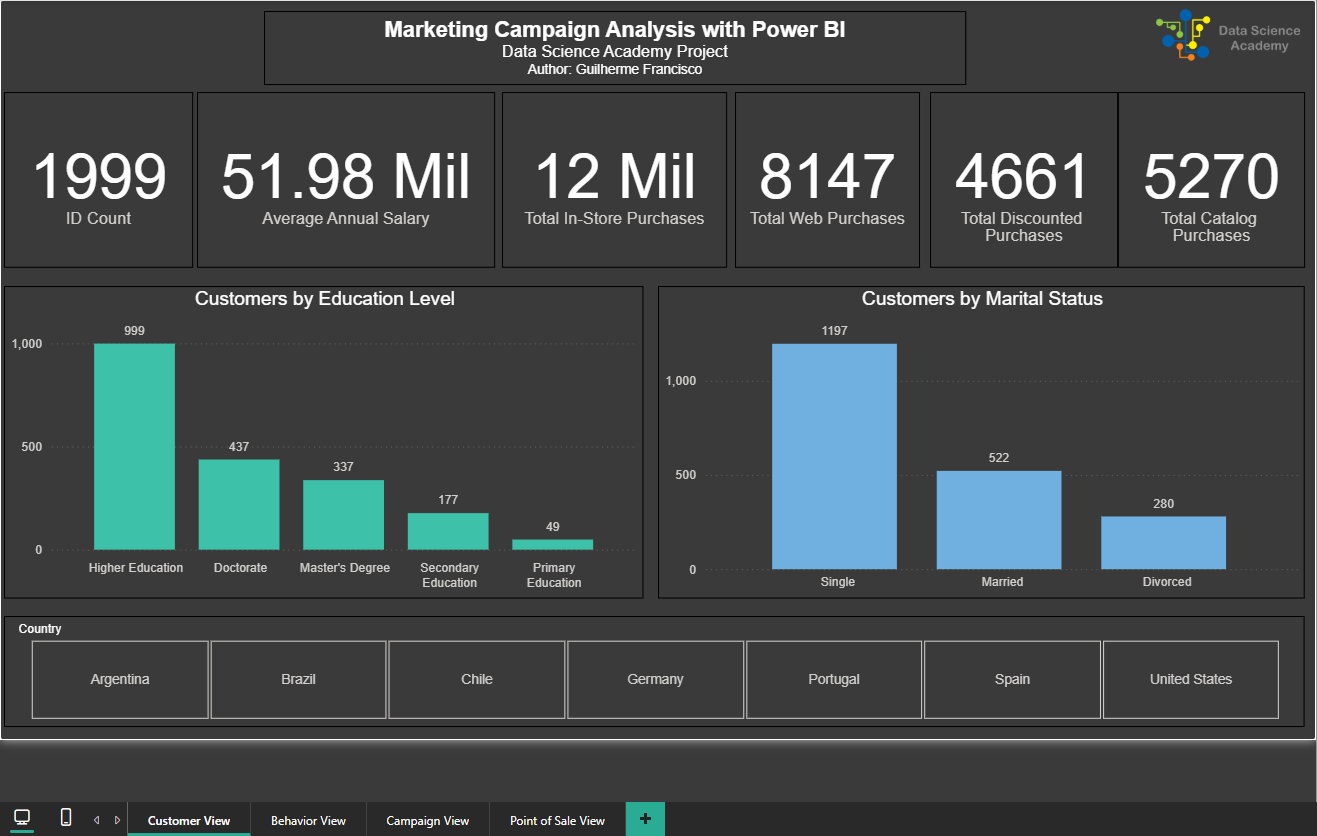 Marketing Campaign Analysis with Power BI
Data Science Academy Project
Author: Guilherme Francisco
Data Science
Academy
1999
ID Count
51.98 Mil
Average Annual Salary
12 Mil
Total In-Store Purchases
8147
Total Web Purchases
4661
Total Discounted
Purchases
5270
Total Catalog
Purchases
Customers by Education Level
1,000
500
0
999
437
337
177
49
Higher Education
Doctorate
Master's Degree
Secondary
Education
Primary
Education
Customers by Marital Status
1,000
500
0
1197
522
280
Single
Married
Divorced
Country
Argentina
Brazil
Chile
Germany
Portugal
Spain
United States
Customer View
Behavior View
Campaign View
Point of Sale View
+